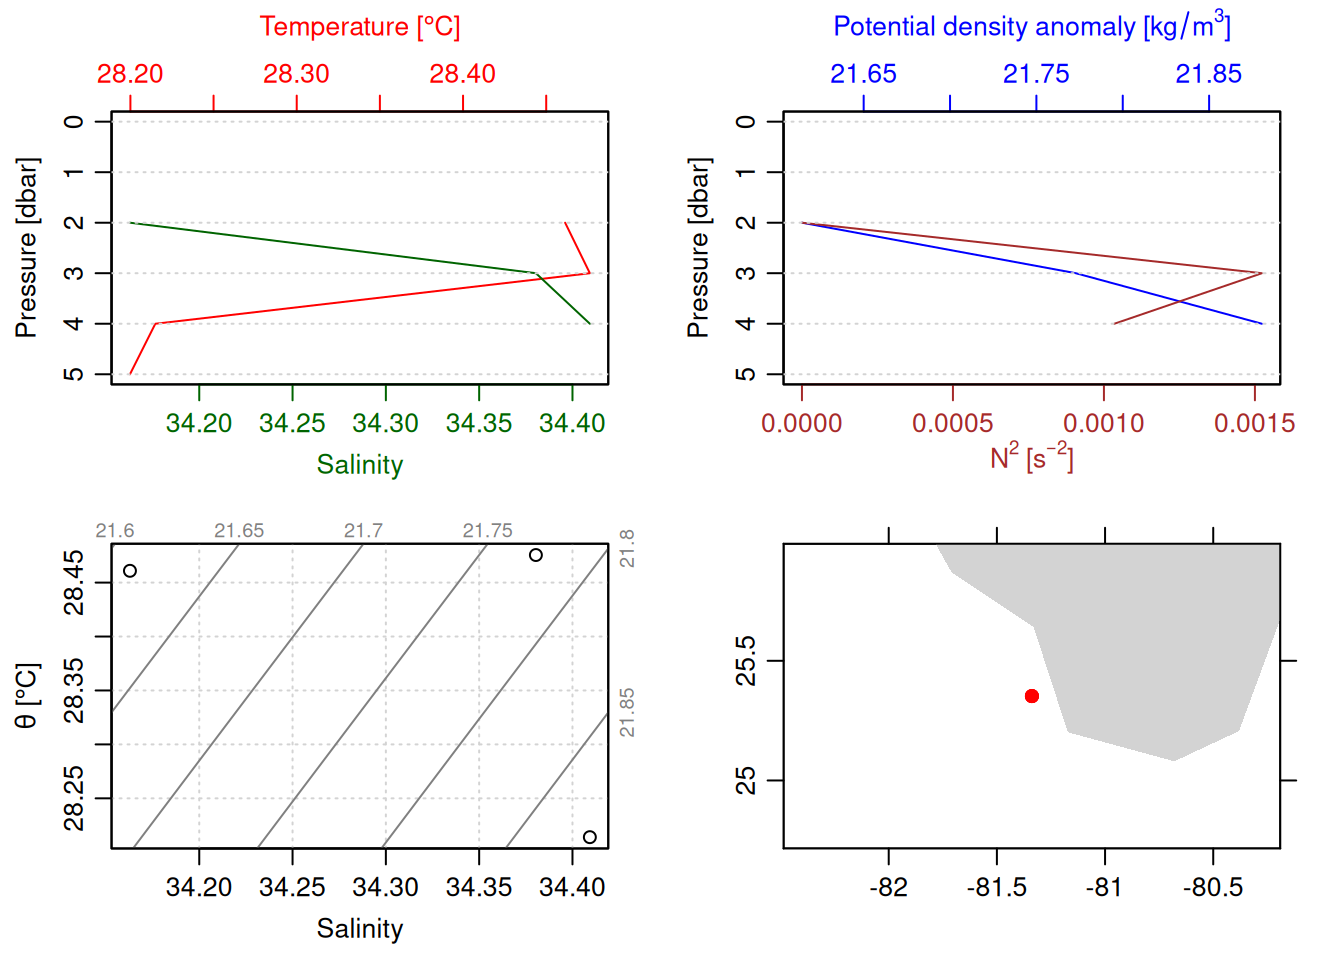 Temperature [°C]
28.20 28.30 28.40
Pressure [dbar]
0 1 2 3 4 5
34.20 34.25 34.30 34.35 34.40
Salinity
Potential density anomaly [kg/m³]
21.65 21.75 21.85
Pressure [dbar]
0 1 2 3 4 5
0.0000 0.0005 0.0010 0.0015
N² [s⁻²]
21.6 21.65 21.7 21.75
21.8
21.85
θ [°C]
28.45
28.35
28.25
34.20 34.25 34.30 34.35 34.40
Salinity
25.5
25
-82 -81.5 -81 -80.5